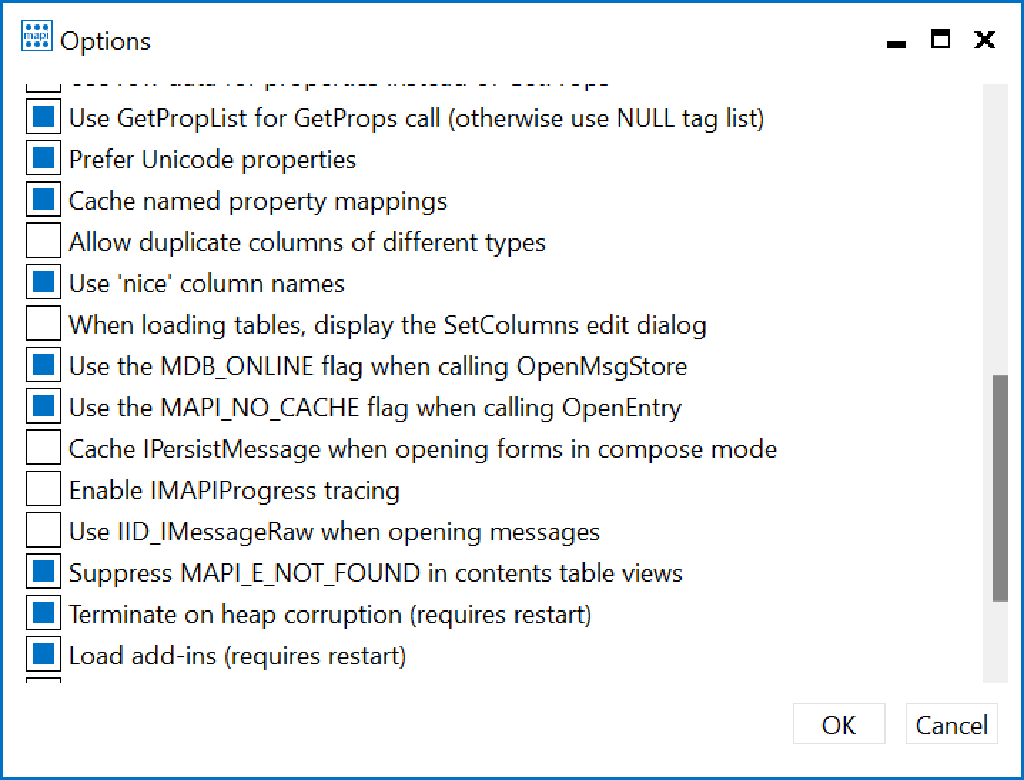 mapi
Options
Use GetPropList for GetProps call (otherwise use NULL tag list)
Prefer Unicode properties
Cache named property mappings
Allow duplicate columns of different types
Use 'nice' column names
When loading tables, display the SetColumns edit dialog
Use the MDB_ONLINE flag when calling OpenMsgStore
Use the MAPI_NO_CACHE flag when calling OpenEntry
Cache IPersistMessage when opening forms in compose mode
Enable IMAPIProgress tracing
Use IID_IMessageRaw when opening messages
Suppress MAPI_E_NOT_FOUND in contents table views
Terminate on heap corruption (requires restart)
Load add-ins (requires restart)
OK
Cancel